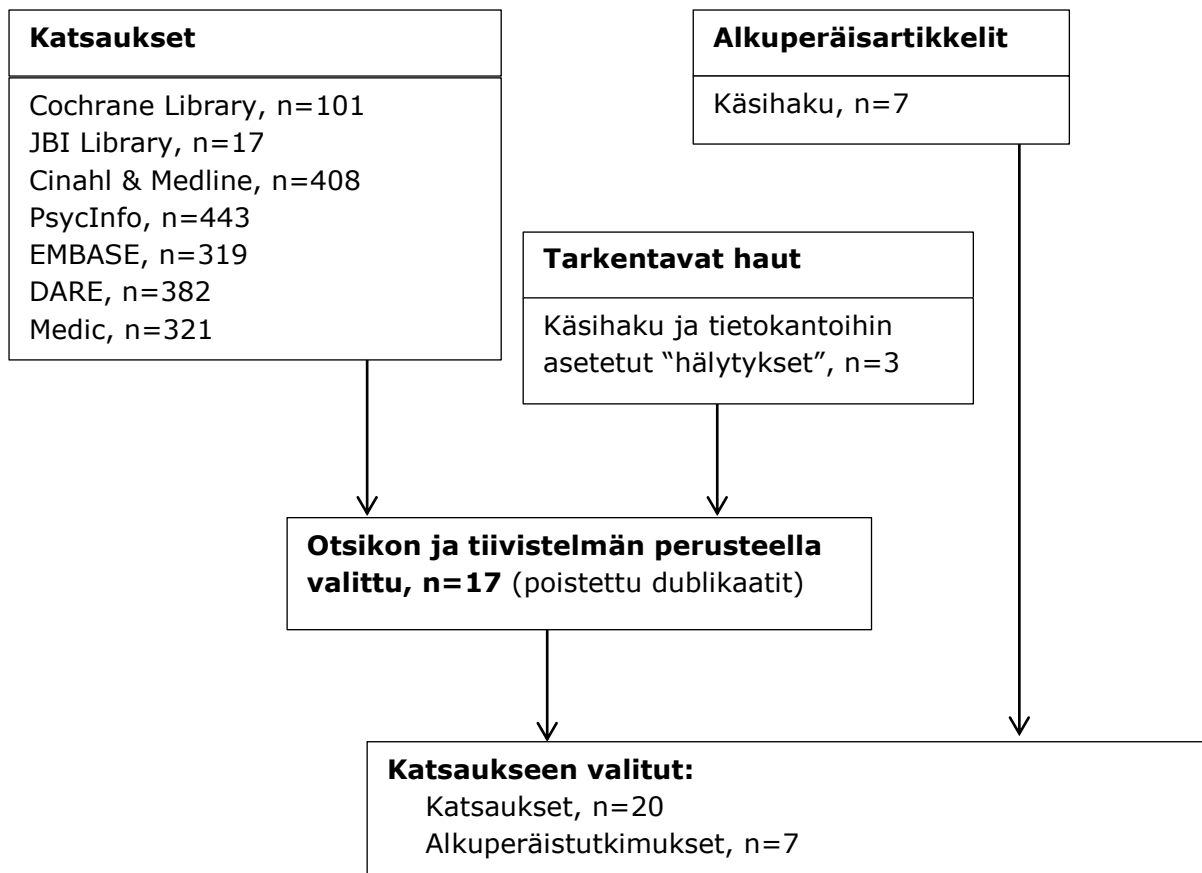 Katsaukset
Cochrane Library, n=101
JBI Library, n=17
Cinahl & Medline, n=408
PsycInfo, n=443
EMBASE, n=319
DARE, n=382
Medic, n=321
Alkuperäisartikkelit
Käsihaku, n=7
Tarkentavat haut
Käsihaku ja tietokantoihin
asetetut “hälytykset”, n=3
Otsikon ja tiivistelmän perusteella
valittu, n=17 (poistettu dublikaatit)
Katsaukseen valitut:
Katsaukset, n=20
Alkuperäistutkimukset, n=7